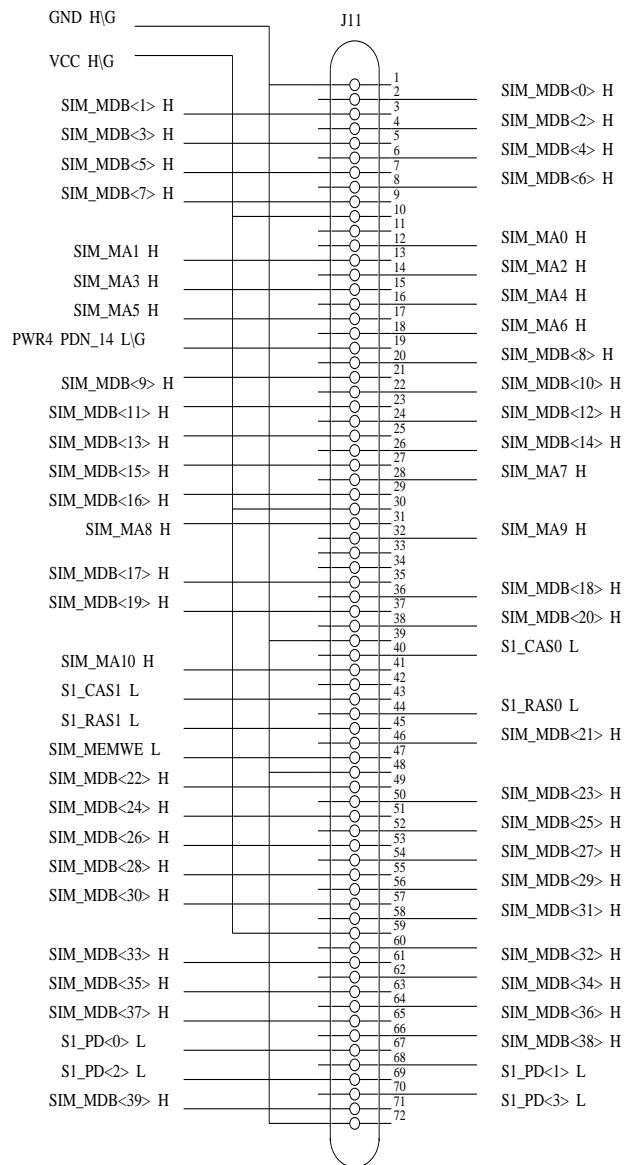 GND H\G
J11
VCC H\G
1
SIM_MDB<0> H
2
SIM_MDB<1> H
3
SIM_MDB<2> H
4
SIM_MDB<3> H
5
SIM_MDB<4> H
6
SIM_MDB<5> H
7
SIM_MDB<6> H
8
SIM_MDB<7> H
9
10
11
SIM_MA0 H
12
SIM_MA1 H
13
SIM_MA2 H
14
SIM_MA3 H
15
SIM_MA4 H
16
SIM_MA5 H
17
SIM_MA6 H
18
PWR4 PDN_14 L\G
19
SIM_MDB<8> H
20
SIM_MDB<9> H
21
SIM_MDB<10> H
22
SIM_MDB<11> H
23
SIM_MDB<12> H
24
SIM_MDB<13> H
25
SIM_MDB<14> H
26
SIM_MDB<15> H
27
SIM_MA7 H
28
SIM_MDB<16> H
29
30
SIM_MA8 H
31
SIM_MA9 H
32
33
34
SIM_MDB<17> H
35
SIM_MDB<18> H
36
SIM_MDB<19> H
37
SIM_MDB<20> H
38
39
S1_CAS0 L
40
SIM_MA10 H
41
42
S1_CAS1 L
43
S1_RAS0 L
44
S1_RAS1 L
45
SIM_MDB<21> H
46
SIM_MEMWE L
47
48
SIM_MDB<22> H
49
SIM_MDB<23> H
50
SIM_MDB<24> H
51
SIM_MDB<25> H
52
SIM_MDB<26> H
53
SIM_MDB<27> H
54
SIM_MDB<28> H
55
SIM_MDB<29> H
56
SIM_MDB<30> H
57
SIM_MDB<31> H
58
59
SIM_MDB<32> H
60
SIM_MDB<33> H
61
SIM_MDB<34> H
62
SIM_MDB<35> H
63
SIM_MDB<36> H
64
SIM_MDB<37> H
65
SIM_MDB<38> H
66
S1_PD<0> L
67
S1_PD<1> L
68
S1_PD<2> L
69
S1_PD<3> L
70
SIM_MDB<39> H
71
72